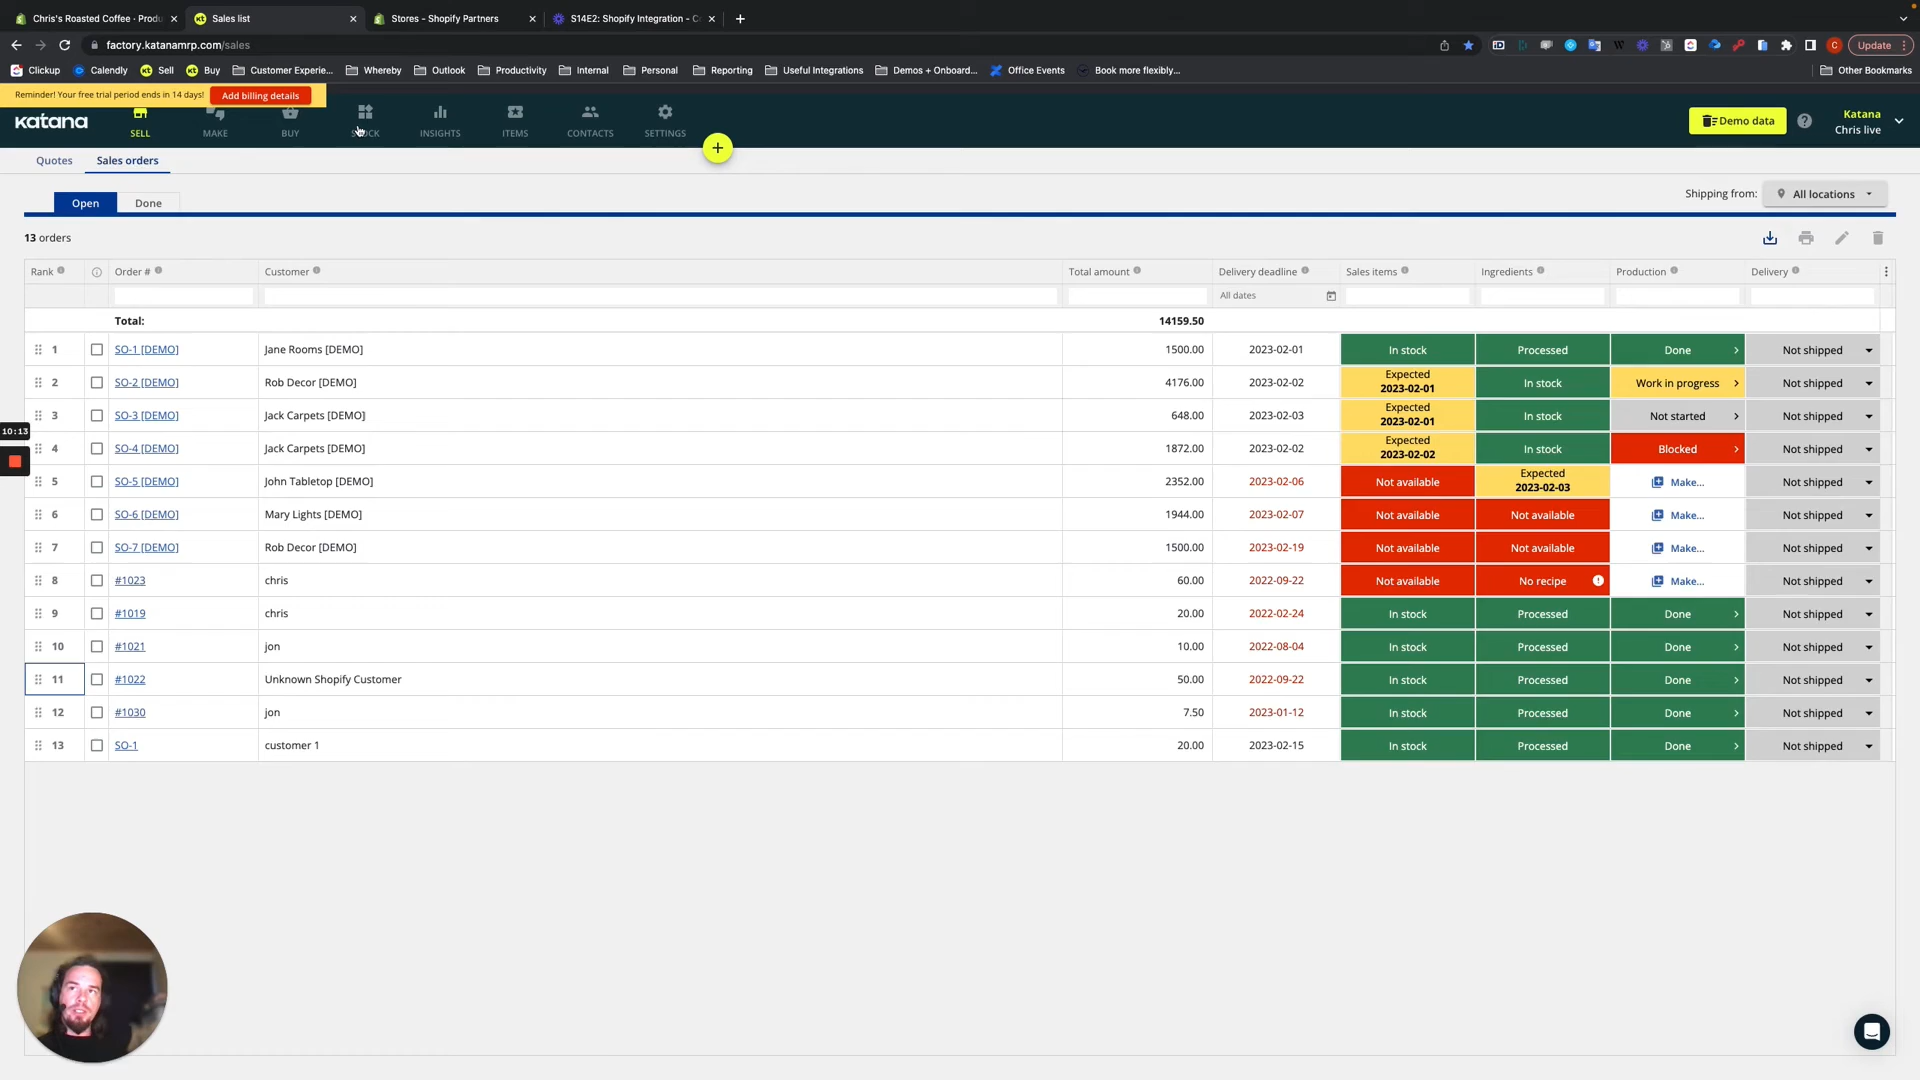 Chris's Roasted Coffee · Produ
Sales list
Stores - Shopify Partners
S14E2: Shopify Integration - C
factory.katanamrp.com/sales
Update
Clickup
Calendly
Sell
Buy
Customer Experie...
Whereby
Outlook
Productivity
Internal
Personal
Reporting
Useful Integrations
Demos + Onboard...
Office Events
Book more flexibly...
Other Bookmarks
Reminder! Your free trial period ends in 14 days!
Add billing details
katana
SELL
MAKE
BUY
STOCK
INSIGHTS
ITEMS
CONTACTS
SETTINGS
Demo data
Katana
Chris live
Quotes
Sales orders
Open
Done
Shipping from:
All locations
13 orders
Rank Order # Customer Total amount Delivery deadline Sales items Ingredients Production Delivery
All dates
Total: 14159.50
1 SO-1 [DEMO] Jane Rooms [DEMO] 1500.00 2023-02-01 In stock Processed Done Not shipped
2 SO-2 [DEMO] Rob Decor [DEMO] 4176.00 2023-02-02 Expected 2023-02-01 In stock Work in progress Not shipped
3 SO-3 [DEMO] Jack Carpets [DEMO] 648.00 2023-02-03 Expected 2023-02-01 In stock Not started Not shipped
4 SO-4 [DEMO] Jack Carpets [DEMO] 1872.00 2023-02-02 Expected 2023-02-02 In stock Blocked Not shipped
5 SO-5 [DEMO] John Tabletop [DEMO] 2352.00 2023-02-06 Not available Expected 2023-02-03 Make... Not shipped
6 SO-6 [DEMO] Mary Lights [DEMO] 1944.00 2023-02-07 Not available Not available Make... Not shipped
7 SO-7 [DEMO] Rob Decor [DEMO] 1500.00 2023-02-19 Not available Not available Make... Not shipped
8 #1023 chris 60.00 2022-09-22 Not available No recipe Make... Not shipped
9 #1019 chris 20.00 2022-02-24 In stock Processed Done Not shipped
10 #1021 jon 10.00 2022-08-04 In stock Processed Done Not shipped
11 #1022 Unknown Shopify Customer 50.00 2022-09-22 In stock Processed Done Not shipped
12 #1030 jon 7.50 2023-01-12 In stock Processed Done Not shipped
13 SO-1 customer 1 20.00 2023-02-15 In stock Processed Done Not shipped
10:13